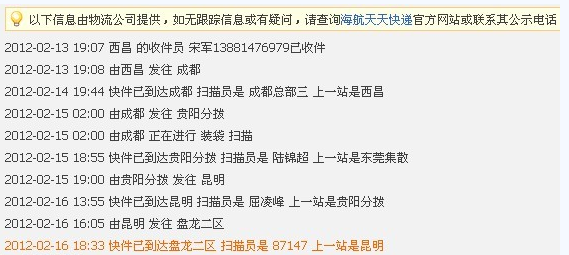 以下信息由物流公司提供，如无跟踪信息或有疑问，请查询海航天天快递官方网站或联系其公示电话
2012-02-13 19:07 西昌 的收件员 宋军13881476979已收件
2012-02-13 19:08 由西昌 发往 成都
2012-02-14 19:44 快件已到达成都 扫描员是 成都总部三 上一站是西昌
2012-02-15 02:00 由成都 发往 贵阳分拨
2012-02-15 02:00 由成都 正在进行 装袋 扫描
2012-02-15 18:55 快件已到达贵阳分拨 扫描员是 陆锦超 上一站是东莞集散
2012-02-15 19:00 由贵阳分拨 发往 昆明
2012-02-16 13:55 快件已到达昆明 扫描员是 屈凌峰 上一站是贵阳分拨
2012-02-16 16:05 由昆明 发往 盘龙二区
2012-02-16 18:33 快件已到达盘龙二区 扫描员是 87147 上一站是昆明